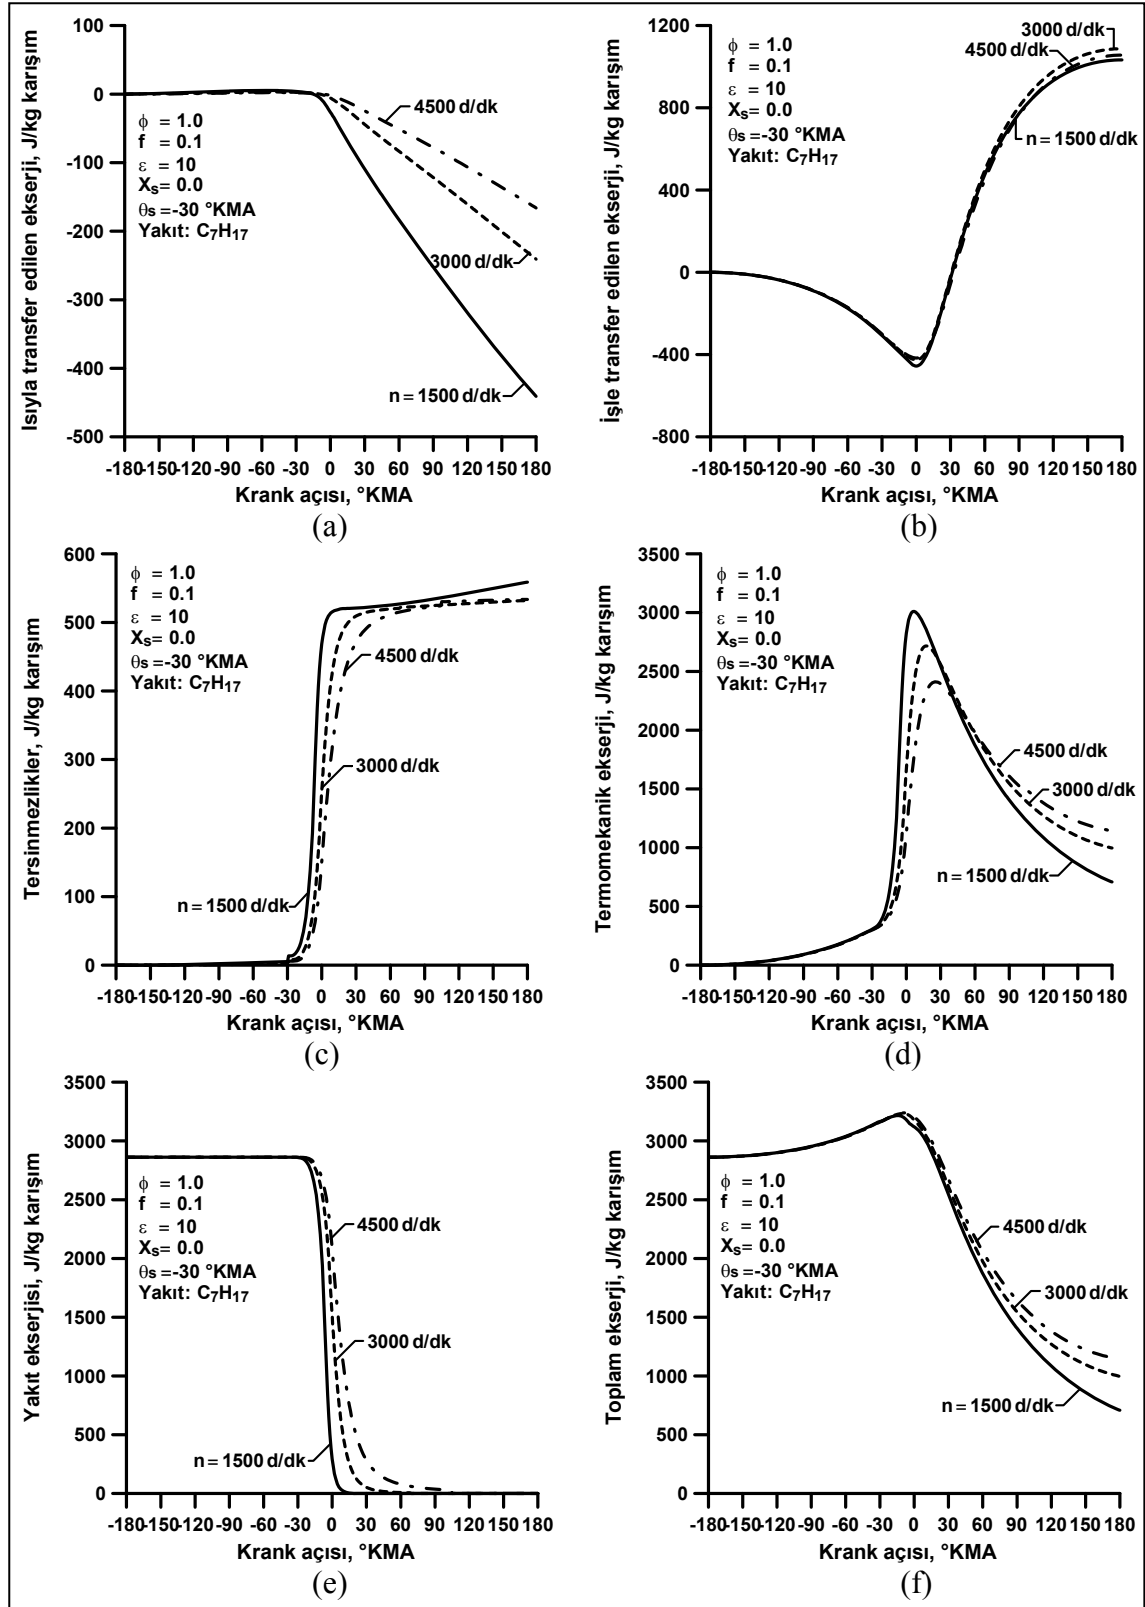 Isıyla transfer edilen ekserji, J/kg karışım
100
0
-100
-200
-300
-400
-500
ϕ = 1.0
f = 0.1
ε = 10
Xs= 0.0
θs =-30 °KMA
Yakıt: C7H17
4500 d/dk
3000 d/dk
n = 1500 d/dk
-180 -150 -120 -90 -60 -30 0 30 60 90 120 150 180
Krank açısı, °KMA
(a)
İşle transfer edilen ekserji, J/kg karışım
1200
800
400
0
-400
-800
ϕ = 1.0
f = 0.1
ε = 10
Xs= 0.0
θs =-30 °KMA
Yakıt: C7H17
3000 d/dk
4500 d/dk
n = 1500 d/dk
-180 -150 -120 -90 -60 -30 0 30 60 90 120 150 180
Krank açısı, °KMA
(b)
Tersinmezlikler, J/kg karışım
600
500
400
300
200
100
0
ϕ = 1.0
f = 0.1
ε = 10
Xs= 0.0
θs =-30 °KMA
Yakıt: C7H17
4500 d/dk
3000 d/dk
n = 1500 d/dk
-180 -150 -120 -90 -60 -30 0 30 60 90 120 150 180
Krank açısı, °KMA
(c)
Termomekanik ekserji, J/kg karışım
3500
3000
2500
2000
1500
1000
500
0
ϕ = 1.0
f = 0.1
ε = 10
Xs= 0.0
θs =-30 °KMA
Yakıt: C7H17
4500 d/dk
3000 d/dk
n = 1500 d/dk
-180 -150 -120 -90 -60 -30 0 30 60 90 120 150 180
Krank açısı, °KMA
(d)
Yakıt ekserjisi, J/kg karışım
3500
3000
2500
2000
1500
1000
500
0
ϕ = 1.0
f = 0.1
ε = 10
Xs= 0.0
θs =-30 °KMA
Yakıt: C7H17
4500 d/dk
3000 d/dk
n = 1500 d/dk
-180 -150 -120 -90 -60 -30 0 30 60 90 120 150 180
Krank açısı, °KMA
(e)
Toplam ekserji, J/kg karışım
3500
3000
2500
2000
1500
1000
500
0
ϕ = 1.0
f = 0.1
ε = 10
Xs= 0.0
θs =-30 °KMA
Yakıt: C7H17
4500 d/dk
3000 d/dk
n = 1500 d/dk
-180 -150 -120 -90 -60 -30 0 30 60 90 120 150 180
Krank açısı, °KMA
(f)